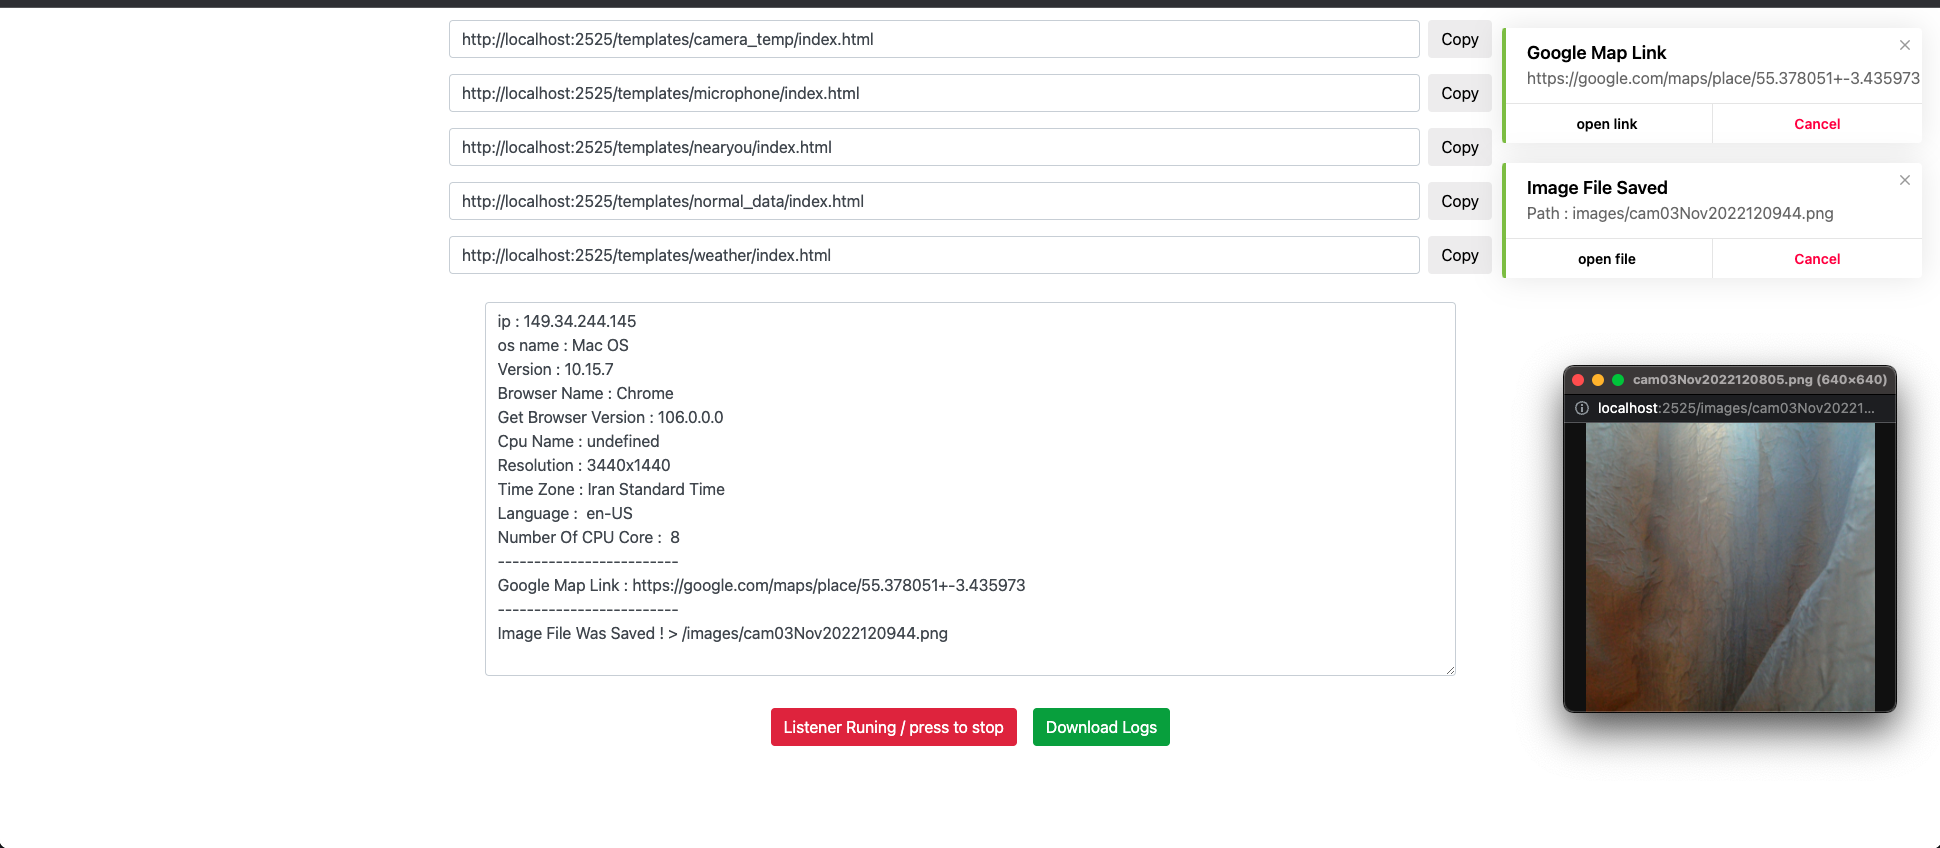 http://localhost:2525/templates/camera_temp/index.html
Copy
http://localhost:2525/templates/microphone/index.html
Copy
http://localhost:2525/templates/nearyou/index.html
Copy
http://localhost:2525/templates/normal_data/index.html
Copy
http://localhost:2525/templates/weather/index.html
Copy
ip : 149.34.244.145
os name : Mac OS
Version : 10.15.7
Browser Name : Chrome
Get Browser Version : 106.0.0.0
Cpu Name : undefined
Resolution : 3440x1440
Time Zone : Iran Standard Time
Language :  en-US
Number Of CPU Core :  8
-------------------------
Google Map Link : https://google.com/maps/place/55.378051+-3.435973
-------------------------
Image File Was Saved ! > /images/cam03Nov2022120944.png
Listener Runing / press to stop
Download Logs
Google Map Link
https://google.com/maps/place/55.378051+-3.435973
open link
Cancel
Image File Saved
Path : images/cam03Nov2022120944.png
open file
Cancel
cam03Nov2022120805.png (640×640)
localhost:2525/images/cam03Nov20221...